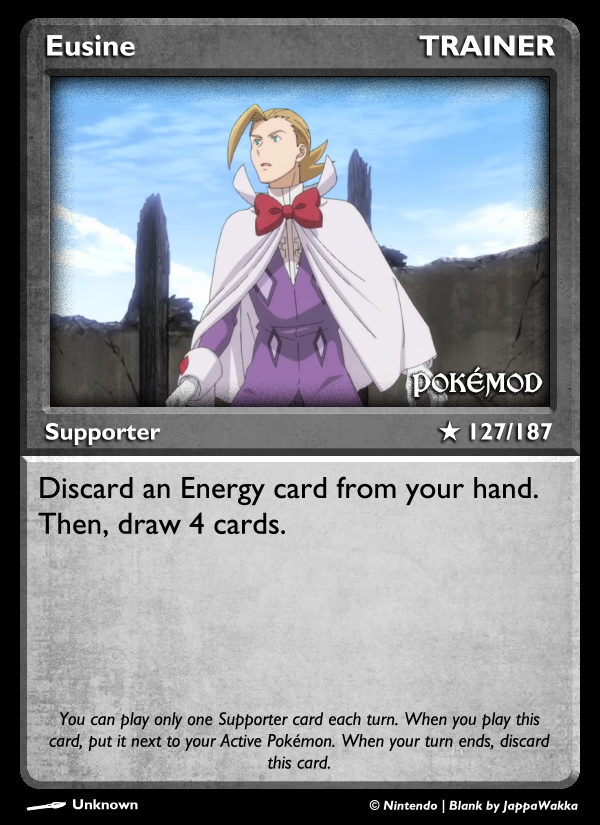 Eusine TRAINER
POKÉMOD
Supporter ★ 127/187
Discard an Energy card from your hand.
Then, draw 4 cards.
You can play only one Supporter card each turn. When you play this
card, put it next to your Active Pokémon. When your turn ends, discard
this card.
Unknown © Nintendo | Blank by JappaWakka